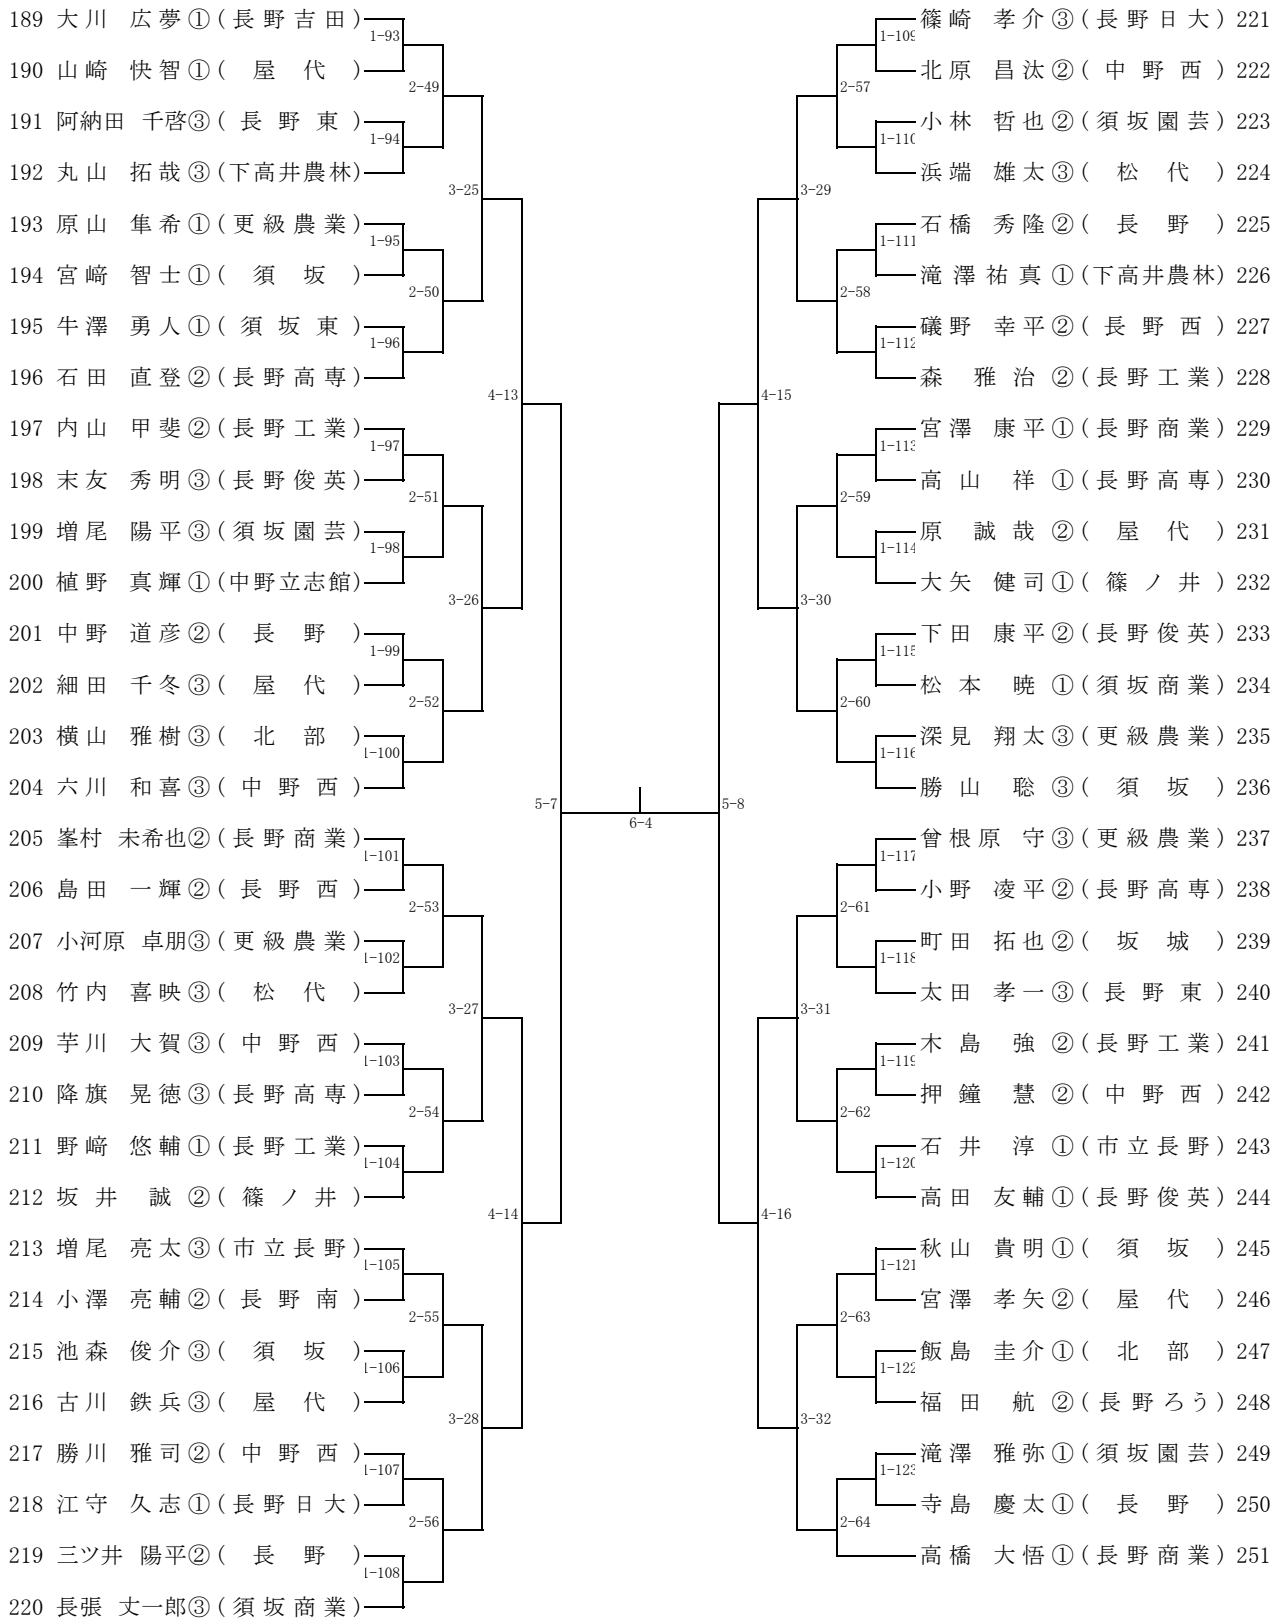 189 大川 広夢①(長野吉田)
1-93
190 山崎 快智①( 屋 代 )
2-49
191 阿納田 千啓③( 長 野 東 )
1-94
192 丸山 拓哉③(下高井農林)
3-25
193 原山 隼希①(更級農業)
1-95
194 宮﨑 智士①( 須 坂 )
2-50
195 牛澤 勇人①( 須 坂 東 )
1-96
196 石田 直登②(長野高専)
4-13
197 内山 甲斐②(長野工業)
1-97
198 末友 秀明③(長野俊英)
2-51
199 増尾 陽平③(須坂園芸)
1-98
200 植野 真輝①(中野立志館)
3-26
201 中野 道彦②( 長 野 )
1-99
202 細田 千冬③( 屋 代 )
2-52
203 横山 雅樹③( 北 部 )
1-100
204 六川 和喜③( 中 野 西 )
5-7
205 峯村 未希也②(長野商業)
1-101
206 島田 一輝②( 長 野 西 )
2-53
207 小河原 卓朋③(更級農業)
1-102
208 竹内 喜映③( 松 代 )
3-27
209 芋川 大賀③( 中 野 西 )
1-103
210 降旗 晃徳③(長野高専)
2-54
211 野﨑 悠輔①(長野工業)
1-104
212 坂井 誠②( 篠 ノ 井 )
4-14
213 増尾 亮太③(市立長野)
1-105
214 小澤 亮輔②( 長 野 南 )
2-55
215 池森 俊介③( 須 坂 )
1-106
216 古川 鉄兵③( 屋 代 )
3-28
217 勝川 雅司②( 中 野 西 )
1-107
218 江守 久志①(長野日大)
2-56
219 三ツ井 陽平②( 長 野 )
1-108
220 長張 丈一郎③(須坂商業)
6-4
篠崎 孝介③(長野日大) 221
1-109
北原 昌汰②( 中 野 西 ) 222
2-57
小林 哲也②(須坂園芸) 223
1-110
浜端 雄太③( 松 代 ) 224
3-29
石橋 秀隆②( 長 野 ) 225
1-111
滝澤祐真①(下高井農林) 226
2-58
礒野 幸平②( 長 野 西 ) 227
1-112
森 雅治②(長野工業) 228
4-15
宮澤 康平①(長野商業) 229
1-113
高山 祥①(長野高専) 230
2-59
原 誠哉②( 屋 代 ) 231
1-114
大矢 健司①( 篠 ノ 井 ) 232
3-30
下田 康平②(長野俊英) 233
1-115
松本 暁①(須坂商業) 234
2-60
深見 翔太③(更級農業) 235
1-116
勝山 聡③( 須 坂 ) 236
5-8
曾根原 守③(更級農業) 237
1-117
小野 凌平②(長野高専) 238
2-61
町田 拓也②( 坂 城 ) 239
1-118
太田 孝一③( 長 野 東 ) 240
3-31
木島 強②(長野工業) 241
1-119
押鐘 慧②( 中 野 西 ) 242
2-62
石井 淳①(市立長野) 243
1-120
高田 友輔①(長野俊英) 244
4-16
秋山 貴明①( 須 坂 ) 245
1-121
宮澤 孝矢②( 屋 代 ) 246
2-63
飯島 圭介①( 北 部 ) 247
1-122
福田 航②(長野ろう) 248
3-32
滝澤 雅弥①(須坂園芸) 249
1-123
寺島 慶太①( 長 野 ) 250
2-64
高橋 大悟①(長野商業) 251